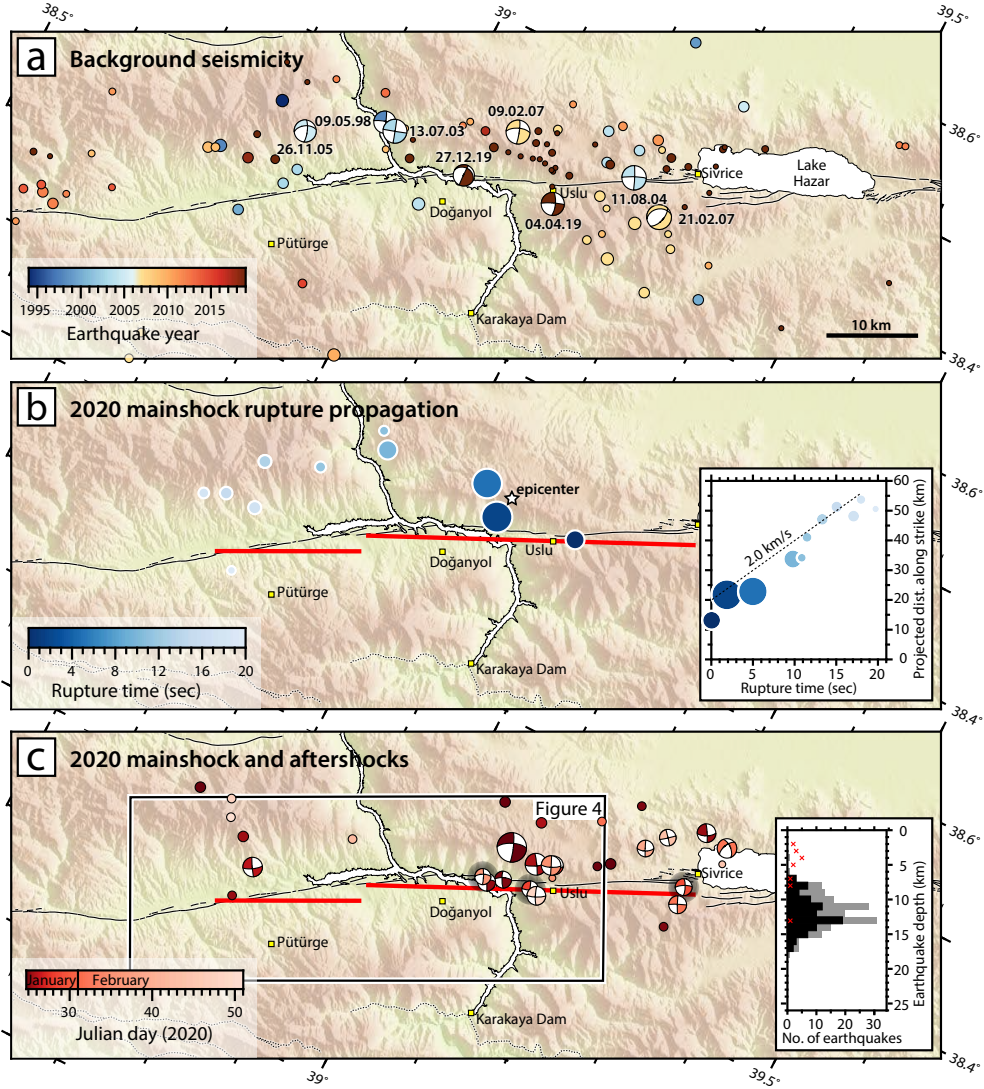 38.5°
39°
39.5°
a Background seismicity
09.05.98
26.11.05
13.07.03
09.02.07
27.12.19
38.6°
Sivrice
Lake
Hazar
Uslu
11.08.04
04.04.19
21.02.07
Doğanyol
Pütürge
1995 2000 2005 2010 2015
Earthquake year
Karakaya Dam
10 km
38.4°
b 2020 mainshock rupture propagation
epicenter
38.6°
Uslu
Doğanyol
Pütürge
0 4 8 12 16 20
Rupture time (sec)
Karakaya Dam
60
50
40
30
20
10
0
Projected dist. along strike (km)
2.0 km/s
0 5 10 15 20
Rupture time (sec)
38.4°
c 2020 mainshock and aftershocks
Figure 4
38.6°
Sivrice
Uslu
Doğanyol
Pütürge
January February
30 40 50
Julian day (2020)
Karakaya Dam
0
5
10
15
20
25
Earthquake depth (km)
0 10 20 30
No. of earthquakes
38.4°
39°
39.5°